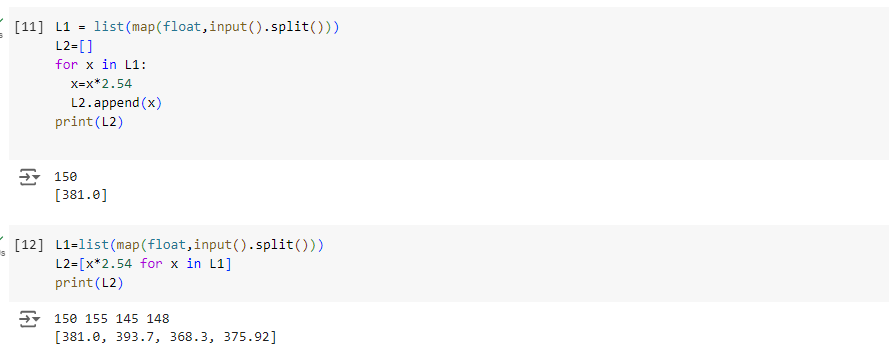 [11] L1 = list(map(float,input().split()))
L2=[]
for x in L1:
  x=x*2.54
  L2.append(x)
print(L2)
150
[381.0]
[12] L1=list(map(float,input().split()))
L2=[x*2.54 for x in L1]
print(L2)
150 155 145 148
[381.0, 393.7, 368.3, 375.92]